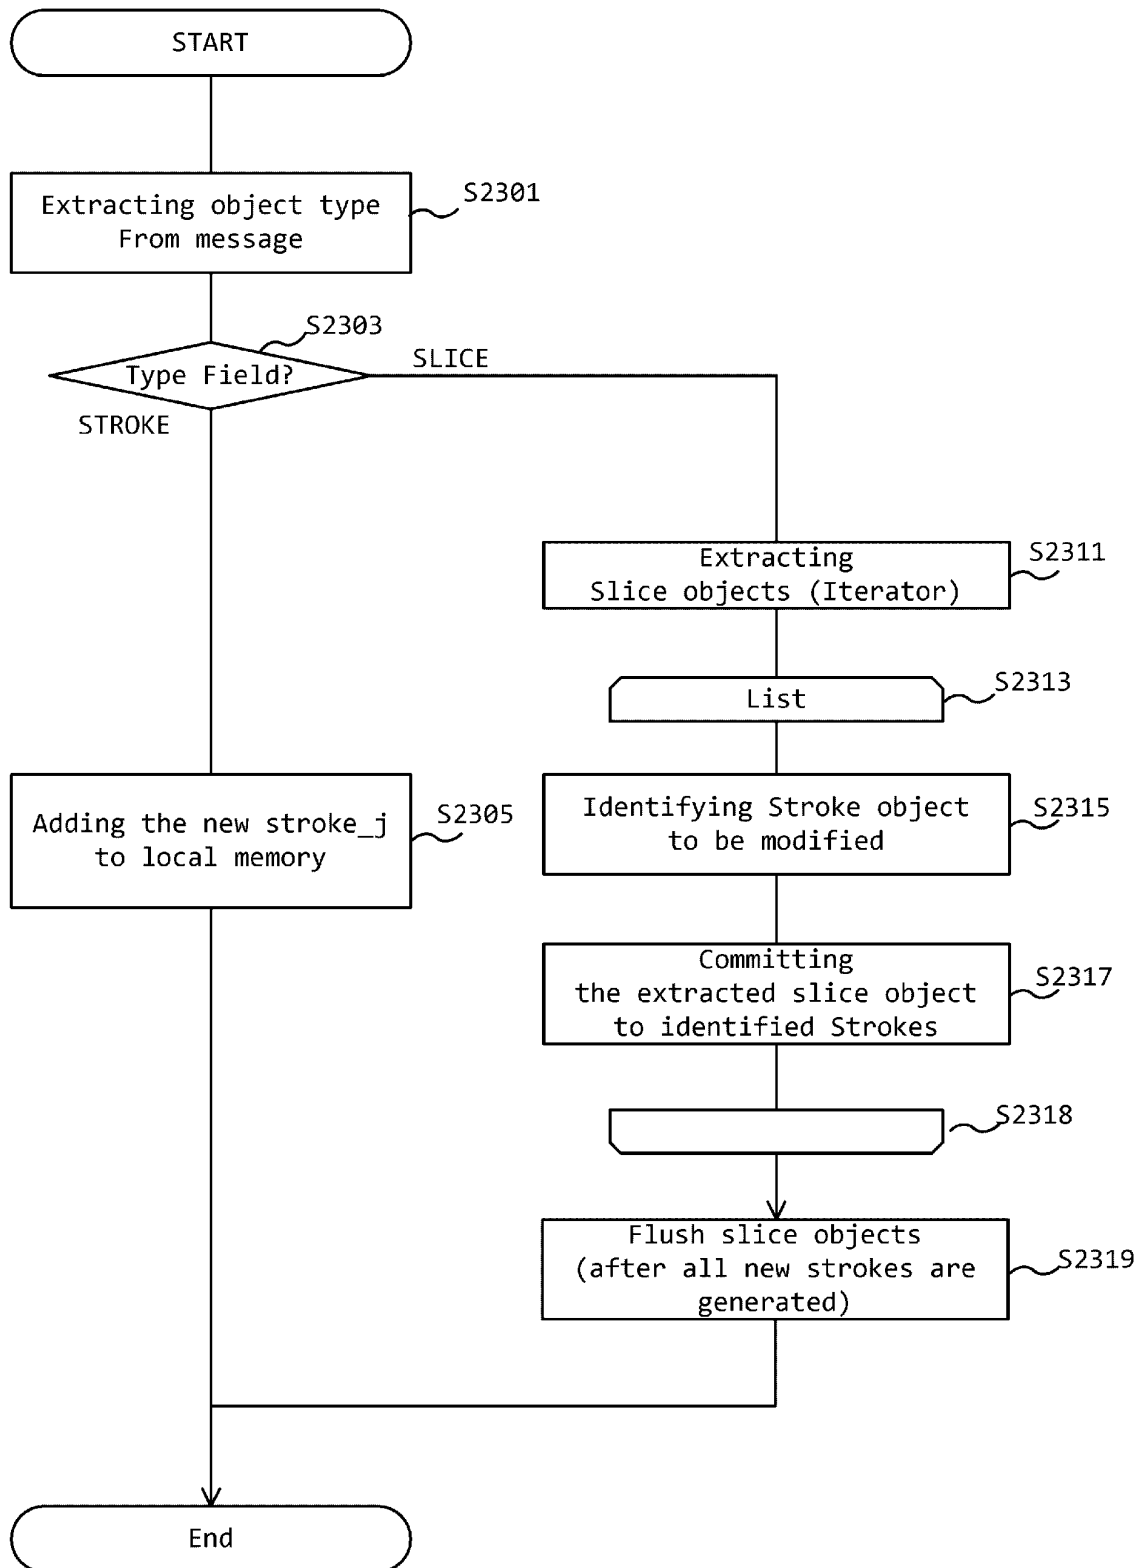 START
Extracting object type
From message
S2301
S2303
Type Field?
SLICE
STROKE
Extracting
Slice objects (Iterator)
S2311
List
S2313
Adding the new stroke_j
to local memory
S2305
Identifying Stroke object
to be modified
S2315
Committing
the extracted slice object
to identified Strokes
S2317
S2318
Flush slice objects
(after all new strokes are
generated)
S2319
End